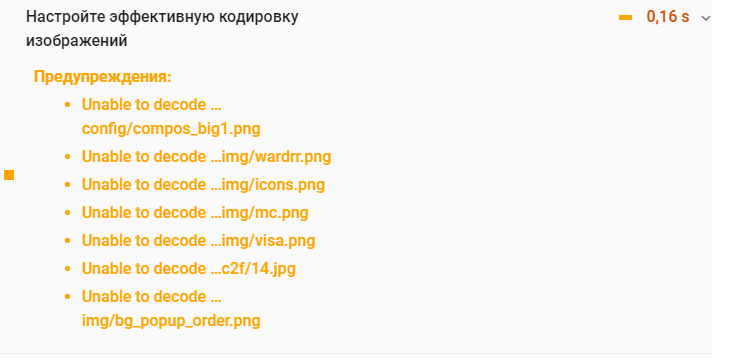 Настройте эффективную кодировку 0,16 s
изображений
Предупреждения:
Unable to decode …
config/compos_big1.png
Unable to decode …img/wardrr.png
Unable to decode …img/icons.png
Unable to decode …img/mc.png
Unable to decode …img/visa.png
Unable to decode …c2f/14.jpg
Unable to decode …
img/bg_popup_order.png